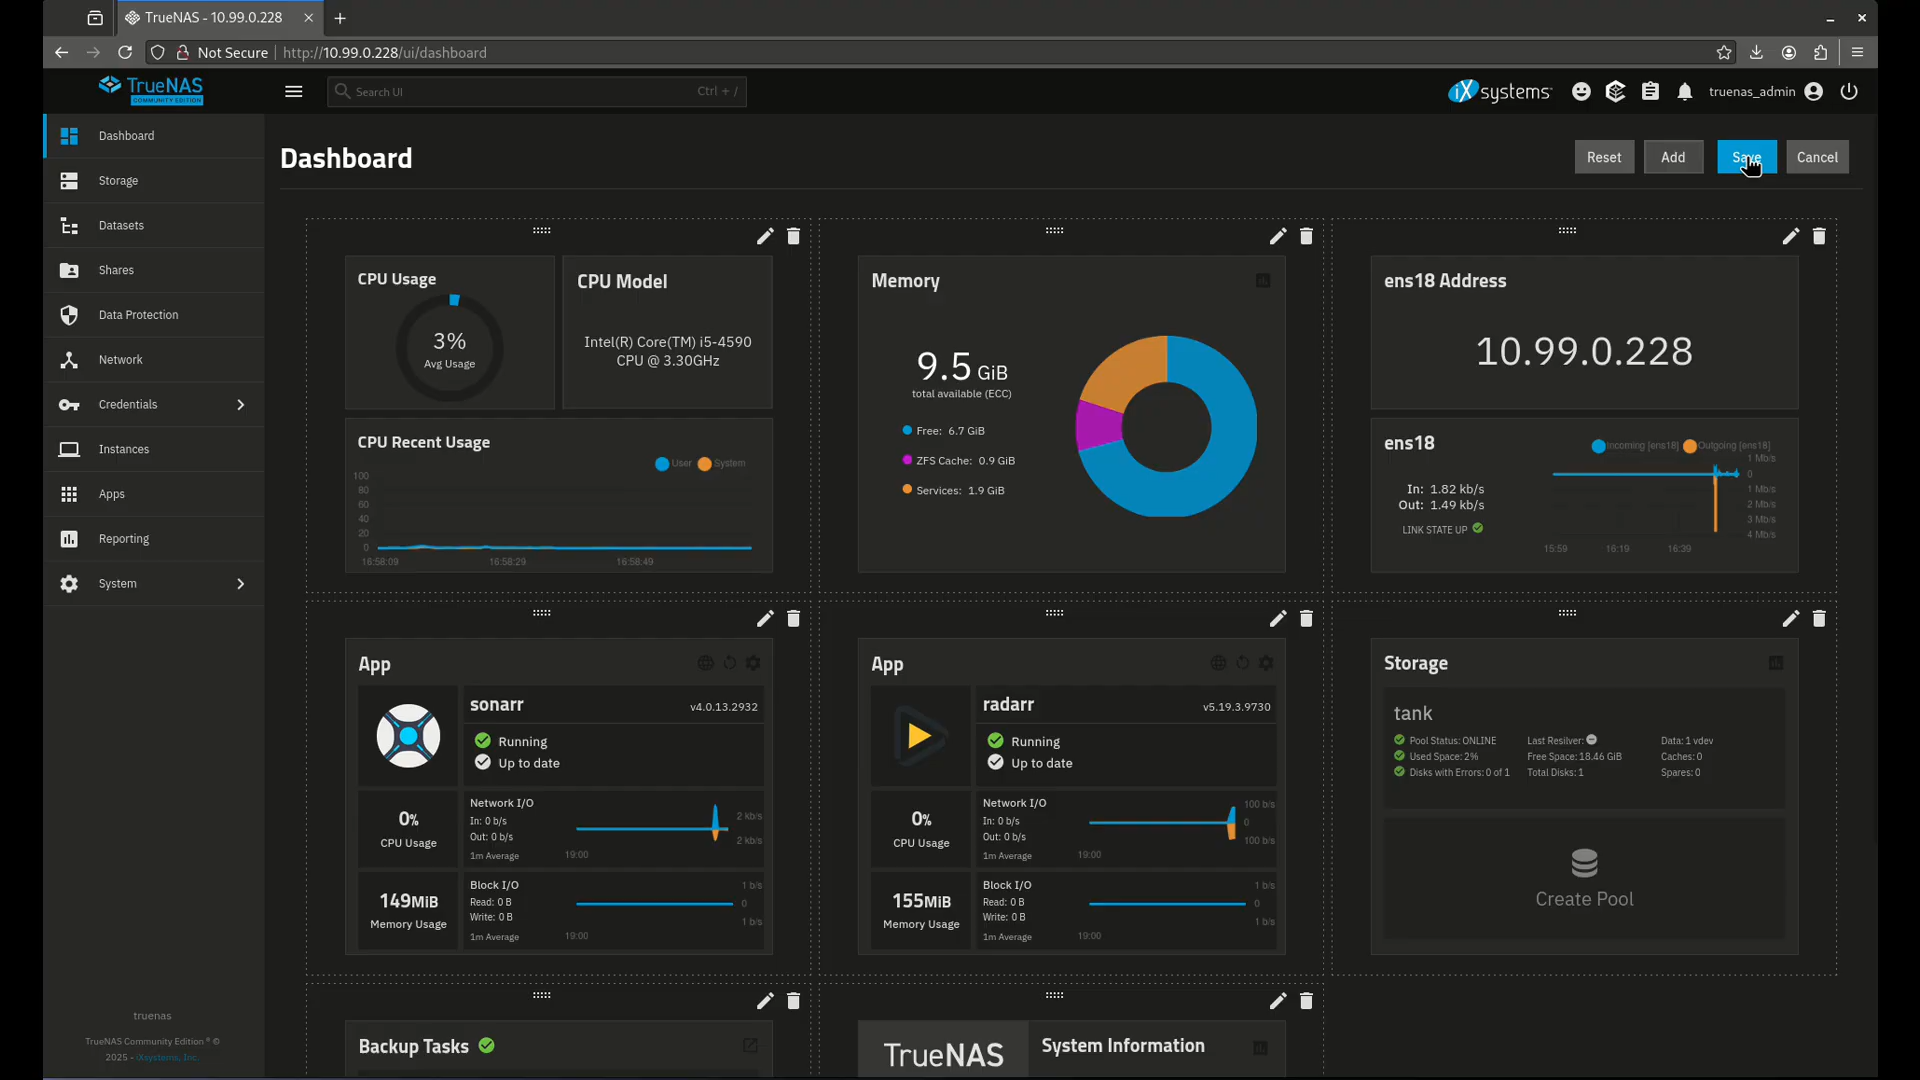 TrueNAS - 10.99.0.228
Not Secure
http://10.99.0.228/ui/dashboard
TrueNAS
COMMUNITY EDITION
Search UI
Ctrl + /
iXsystems
truenas_admin
Dashboard
Storage
Datasets
Shares
Data Protection
Network
Credentials
Instances
Apps
Reporting
System
truenas
TrueNAS Community Edition ® ©
2025 - iXsystems, Inc.
Dashboard
Reset
Add
Save
Cancel
CPU Usage
3%
Avg Usage
CPU Model
Intel(R) Core(TM) i5-4590
CPU @ 3.30GHz
CPU Recent Usage
User
System
100
80
60
40
20
0
16:58:09
16:58:29
16:58:49
Memory
9.5 GiB
total available (ECC)
Free: 6.7 GiB
ZFS Cache: 0.9 GiB
Services: 1.9 GiB
ens18 Address
10.99.0.228
ens18
Incoming [ens18]
Outgoing [ens18]
In: 1.82 kb/s
Out: 1.49 kb/s
LINK STATE UP
1 Mb/s
0
1 Mb/s
2 Mb/s
3 Mb/s
4 Mb/s
15:59
16:19
16:39
App
sonarr
v4.0.13.2932
Running
Up to date
0%
CPU Usage
Network I/O
In: 0 b/s
Out: 0 b/s
1m Average
19:00
2 kb/s
2 kb/s
149MiB
Memory Usage
Block I/O
Read: 0 B
Write: 0 B
1m Average
19:00
1 b/s
0
1 b/s
App
radarr
v5.19.3.9730
Running
Up to date
0%
CPU Usage
Network I/O
In: 0 b/s
Out: 0 b/s
1m Average
19:00
100 b/s
0
100 b/s
155MiB
Memory Usage
Block I/O
Read: 0 B
Write: 0 B
1m Average
19:00
1 b/s
0
1 b/s
Storage
tank
Pool Status: ONLINE
Used Space: 2%
Disks with Errors: 0 of 1
Last Resilver:
Free Space: 18.46 GiB
Total Disks: 1
Data: 1 vdev
Caches: 0
Spares: 0
Create Pool
Backup Tasks
TrueNAS
System Information